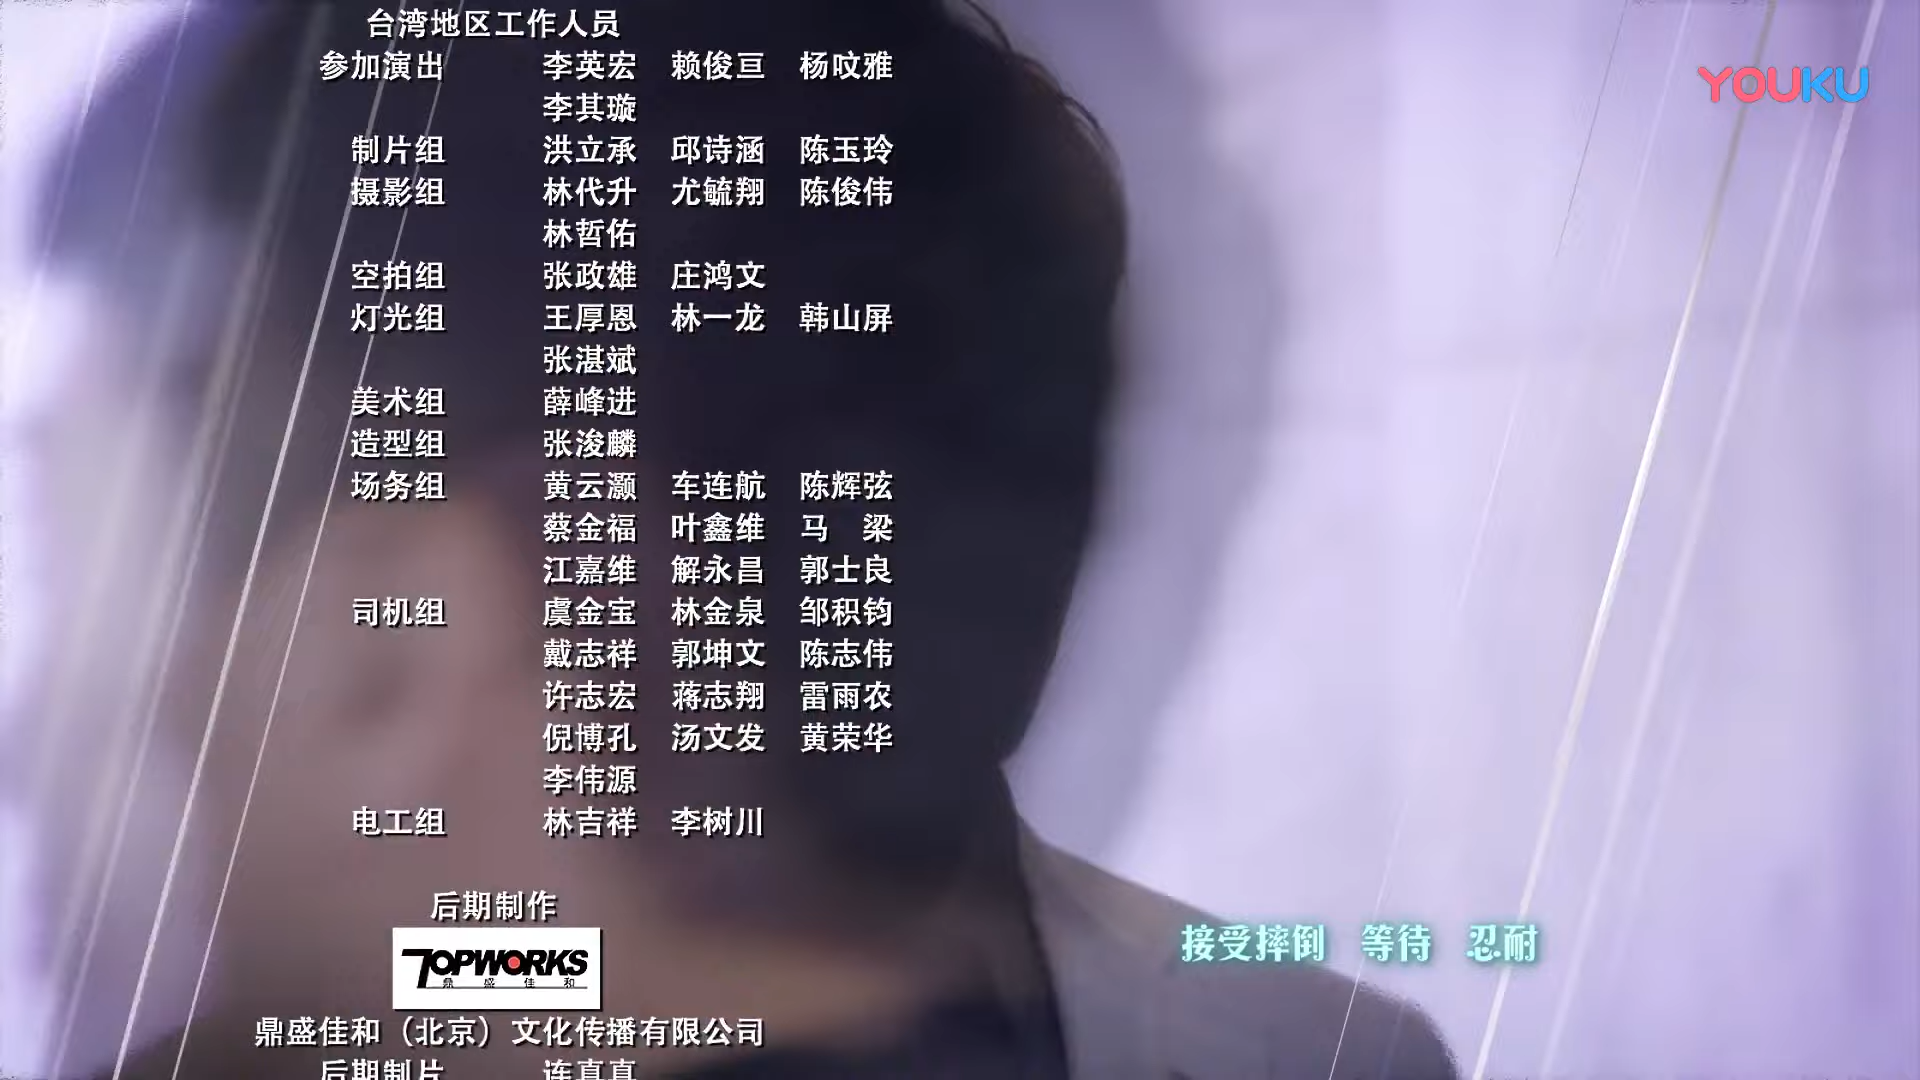 台湾地区工作人员
参加演出 李英宏 赖俊亘 杨呅雅
李其璇
制片组 洪立承 邱诗涵 陈玉玲
摄影组 林代升 尤毓翔 陈俊伟
林哲佑
空拍组 张政雄 庄鸿文
灯光组 王厚恩 林一龙 韩山屏
张湛斌
美术组 薛峰进
造型组 张浚麟
场务组 黄云灏 车连航 陈辉弦
蔡金福 叶鑫维 马 梁
江嘉维 解永昌 郭士良
司机组 虞金宝 林金泉 邹积钧
戴志祥 郭坤文 陈志伟
许志宏 蒋志翔 雷雨农
倪博孔 汤文发 黄荣华
李伟源
电工组 林吉祥 李树川
后期制作
TOPWORKS
鼎盛佳和
鼎盛佳和（北京）文化传播有限公司
后期制片 连真真
YOUKU
接受摔倒 等待 忍耐